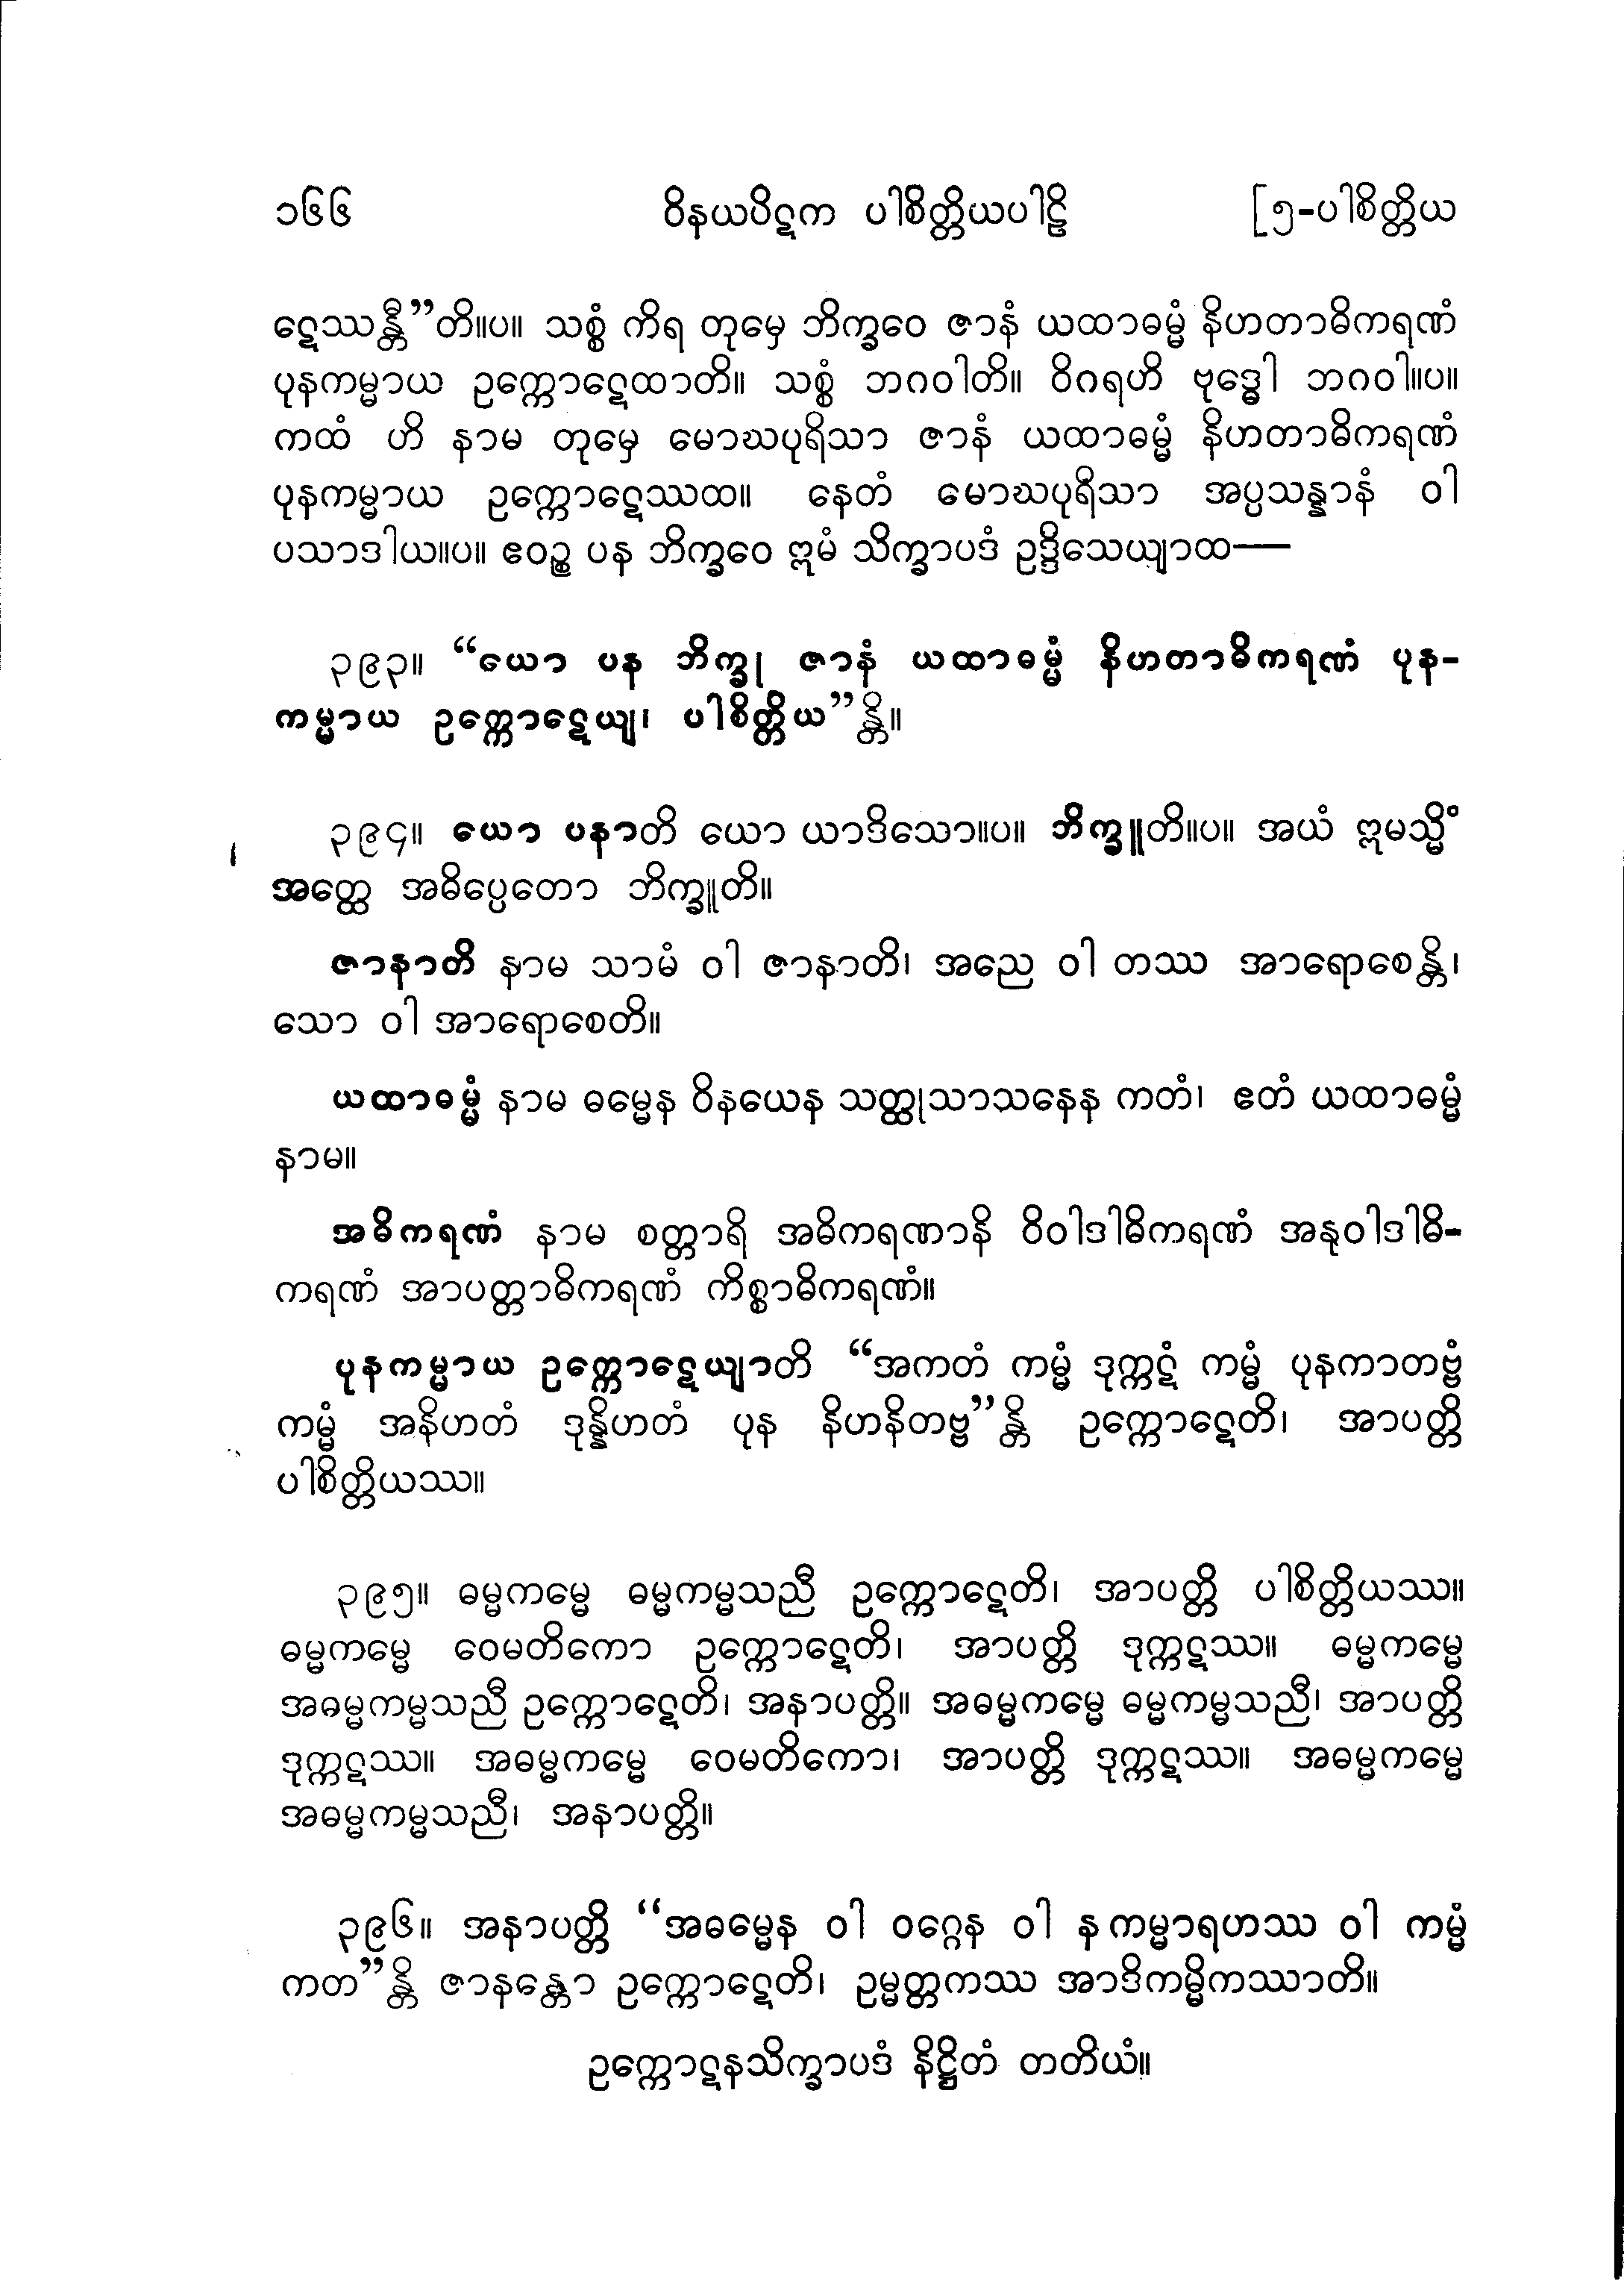 ၁၆၆ ဝိနယပိဋက ပါစိတ္တိယပါဠိ [၅-ပါစိတ္တိယ
ဋေဿန္တီ”တိ။ပ။ သစ္စံ ကိရ တုမှေ ဘိက္ခဝေ ဇာနံ ယထာဓမ္မံ နိဟတာဓိကရဏံ
ပုနကမ္မာယ ဥက္ကောဋေထာတိ။ သစ္စံ ဘဂဝါတိ။ ဝိဂရဟိ ဗုဒ္ဓေါ ဘဂဝါ။ပ။
ကထံ ဟိ နာမ တုမှေ မောဃပုရိသာ ဇာနံ ယထာဓမ္မံ နိဟတာဓိကရဏံ
ပုနကမ္မာယ ဥက္ကောဋေဿထ။ နေတံ မောဃပုရိသာ အပ္ပသန္နာနံ ဝါ
ပသာဒါယ။ပ။ ဧဝဉ္စ ပန ဘိက္ခဝေ ဣမံ သိက္ခာပဒံ ဥဒ္ဒိသေယျာထ—
၃၉၃။ “ယော ပန ဘိက္ခု ဇာနံ ယထာဓမ္မံ နိဟတာဓိကရဏံ ပုန-
ကမ္မာယ ဥက္ကောဋေယျ၊ ပါစိတ္တိယ”န္တိ။
၃၉၄။ ယော ပနာတိ ယော ယာဒိသော။ပ။ ဘိက္ခူတိ။ပ။ အယံ ဣမသ္မိံ
အတ္ထေ အဓိပ္ပေတော ဘိက္ခူတိ။
ဇာနာတိ နာမ သာမံ ဝါ ဇာနာတိ၊ အညေ ဝါ တဿ အာရောစေန္တိ၊
သော ဝါ အာရောစေတိ။
ယထာဓမ္မံ နာမ ဓမ္မေန ဝိနယေန သတ္ထုသာသနေန ကတံ၊ ဧတံ ယထာဓမ္မံ
နာမ။
အဓိကရဏံ နာမ စတ္တာရိ အဓိကရဏာနိ ဝိဝါဒါဓိကရဏံ အနုဝါဒါဓိ-
ကရဏံ အာပတ္တာဓိကရဏံ ကိစ္စာဓိကရဏံ။
ပုနကမ္မာယ ဥက္ကောဋေယျာတိ “အကတံ ကမ္မံ ဒုက္ကဋံ ကမ္မံ ပုနကာတဗ္ဗံ
ကမ္မံ အနိဟတံ ဒုန္နိဟတံ ပုန နိဟနိတဗ္ဗ”န္တိ ဥက္ကောဋေတိ၊ အာပတ္တိ
ပါစိတ္တိယဿ။
၃၉၅။ ဓမ္မကမ္မေ ဓမ္မကမ္မသညီ ဥက္ကောဋေတိ၊ အာပတ္တိ ပါစိတ္တိယဿ။
ဓမ္မကမ္မေ ဝေမတိကော ဥက္ကောဋေတိ၊ အာပတ္တိ ဒုက္ကဋဿ။ ဓမ္မကမ္မေ
အဓမ္မကမ္မသညီ ဥက္ကောဋေတိ၊ အနာပတ္တိ။ အဓမ္မကမ္မေ ဓမ္မကမ္မသညီ၊ အာပတ္တိ
ဒုက္ကဋဿ။ အဓမ္မကမ္မေ ဝေမတိကော၊ အာပတ္တိ ဒုက္ကဋဿ။ အဓမ္မကမ္မေ
အဓမ္မကမ္မသညီ၊ အနာပတ္တိ။
၃၉၆။ အနာပတ္တိ “အဓမ္မေန ဝါ ဝဂ္ဂေန ဝါ န ကမ္မာရဟဿ ဝါ ကမ္မံ
ကတ”န္တိ ဇာနန္တော ဥက္ကောဋေတိ၊ ဥမ္မတ္တကဿ အာဒိကမ္မိကဿာတိ။
ဥက္ကောဋနသိက္ခာပဒံ နိဋ္ဌိတံ တတိယံ။